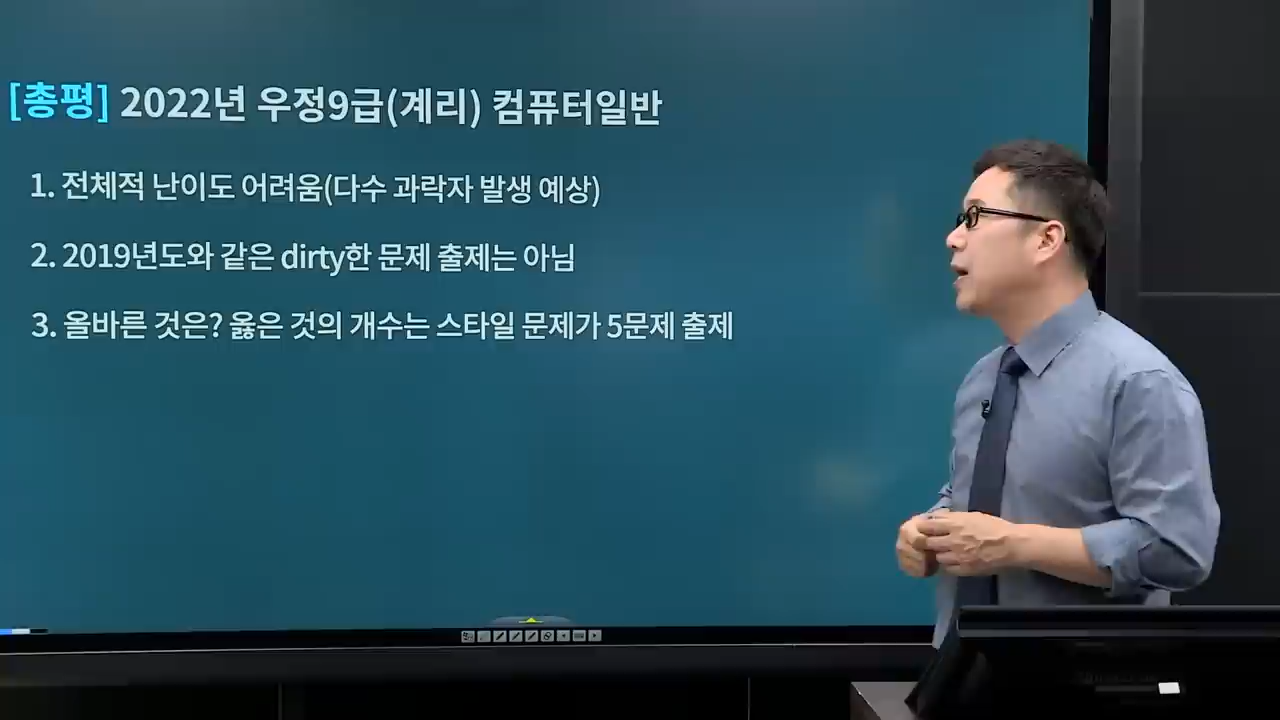 [총평] 2022년 우정9급(계리) 컴퓨터일반
1. 전체적 난이도 어려움(다수 과락자 발생 예상)
2. 2019년도와 같은 dirty한 문제 출제는 아님
3. 올바른 것은? 옳은 것의 개수는 스타일 문제가 5문제 출제